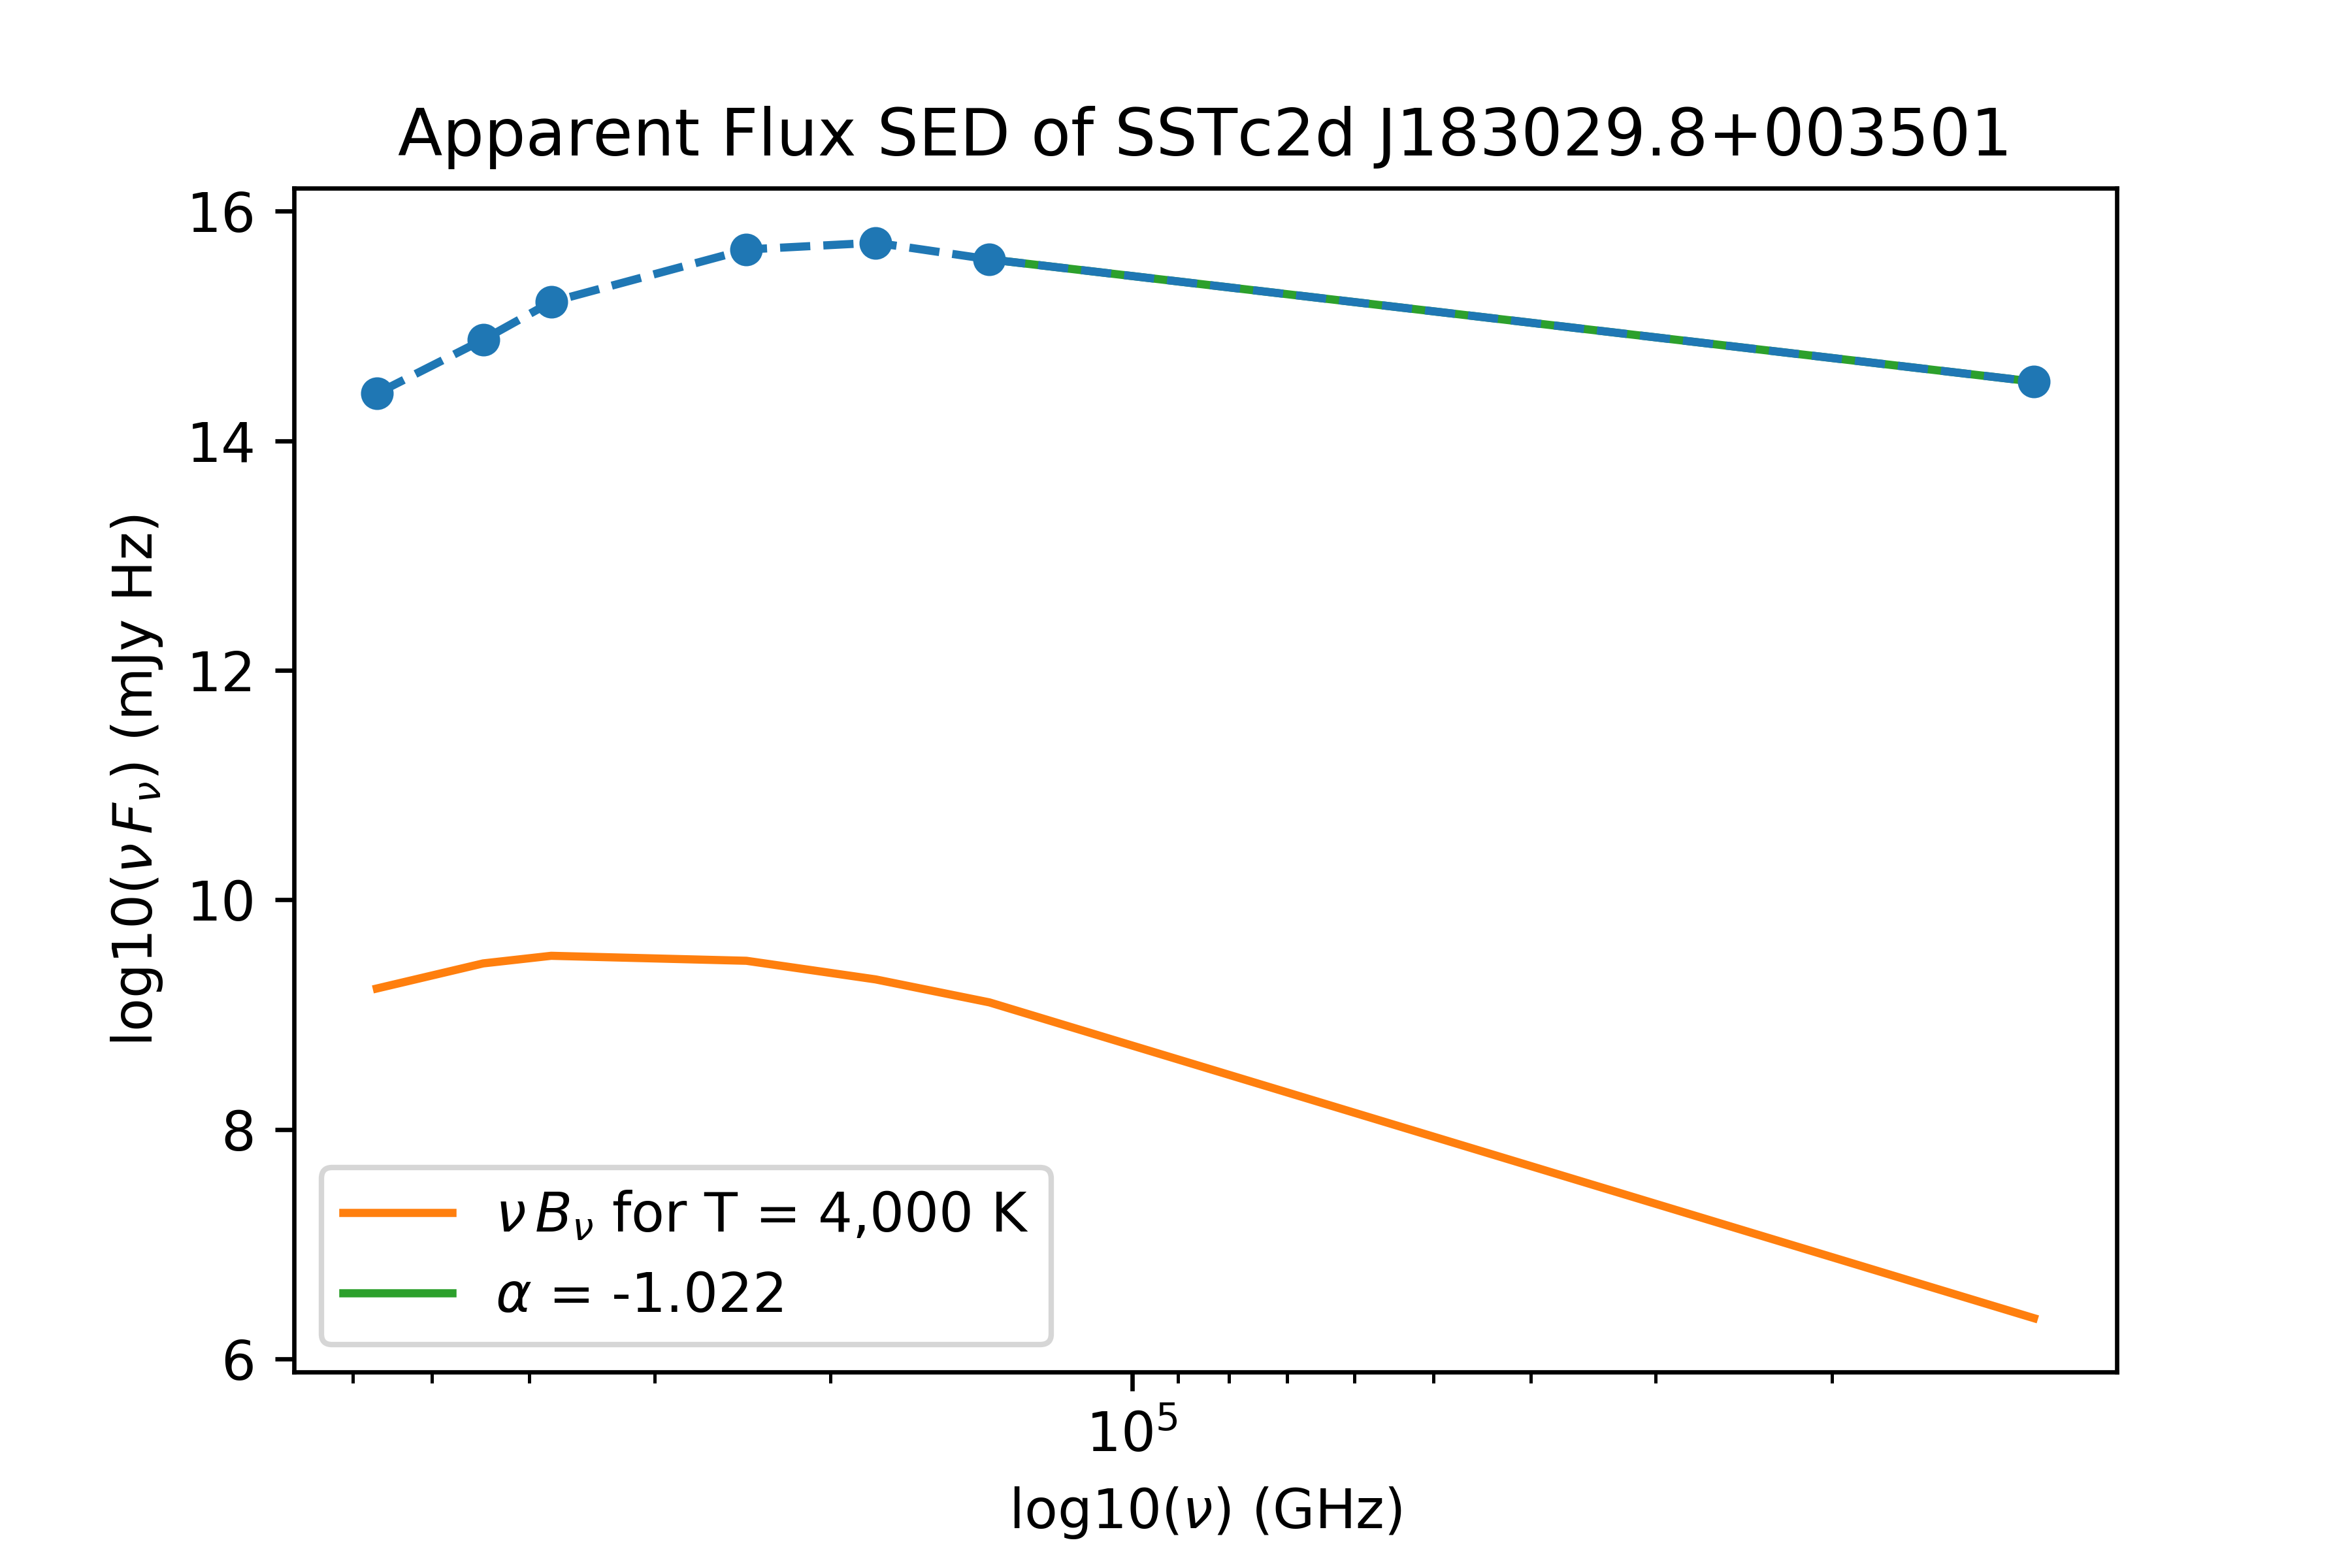 Apparent Flux SED of SSTc2d J183029.8+003501
16
14
12
10
8
6
log10(νFν) (mJy Hz)
νBν for T = 4,000 K
α = -1.022
10⁵
log10(ν) (GHz)